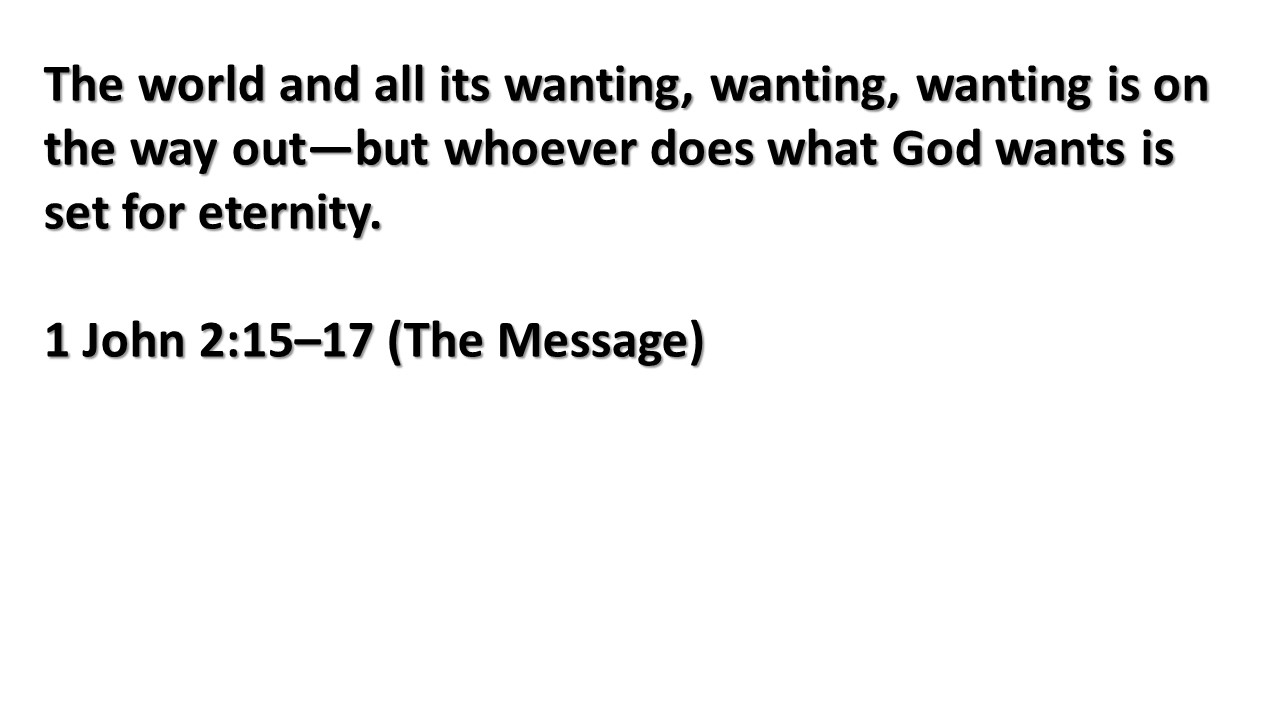 The world and all its wanting, wanting, wanting is on
the way out—but whoever does what God wants is
set for eternity.
1 John 2:15–17 (The Message)